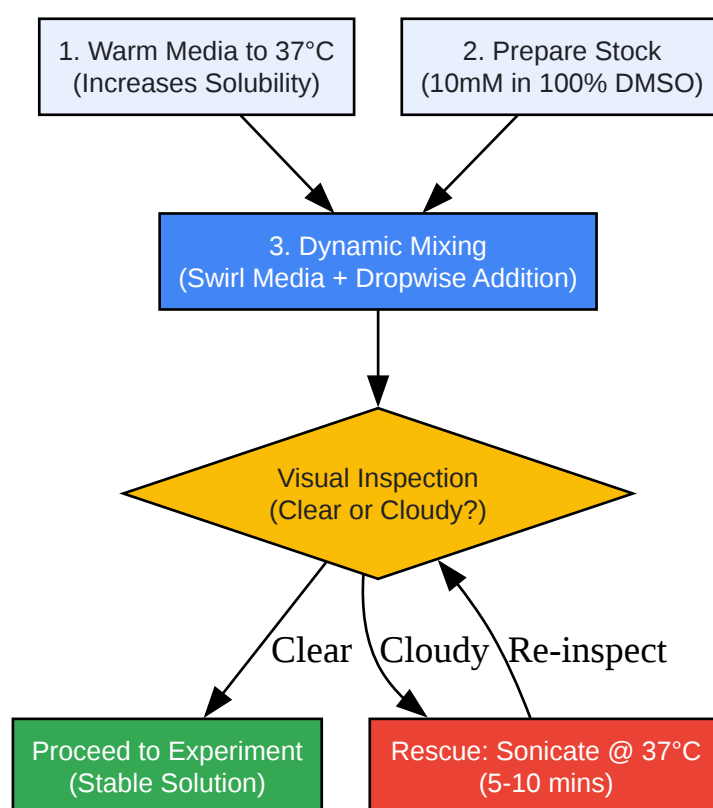 1. Warm Media to 37°C
(Increases Solubility)
2. Prepare Stock
(10mM in 100% DMSO)
3. Dynamic Mixing
(Swirl Media + Dropwise Addition)
Visual Inspection
(Clear or Cloudy?)
Clear
Cloudy
Re-inspect
Proceed to Experiment
(Stable Solution)
Rescue: Sonicate @ 37°C
(5-10 mins)